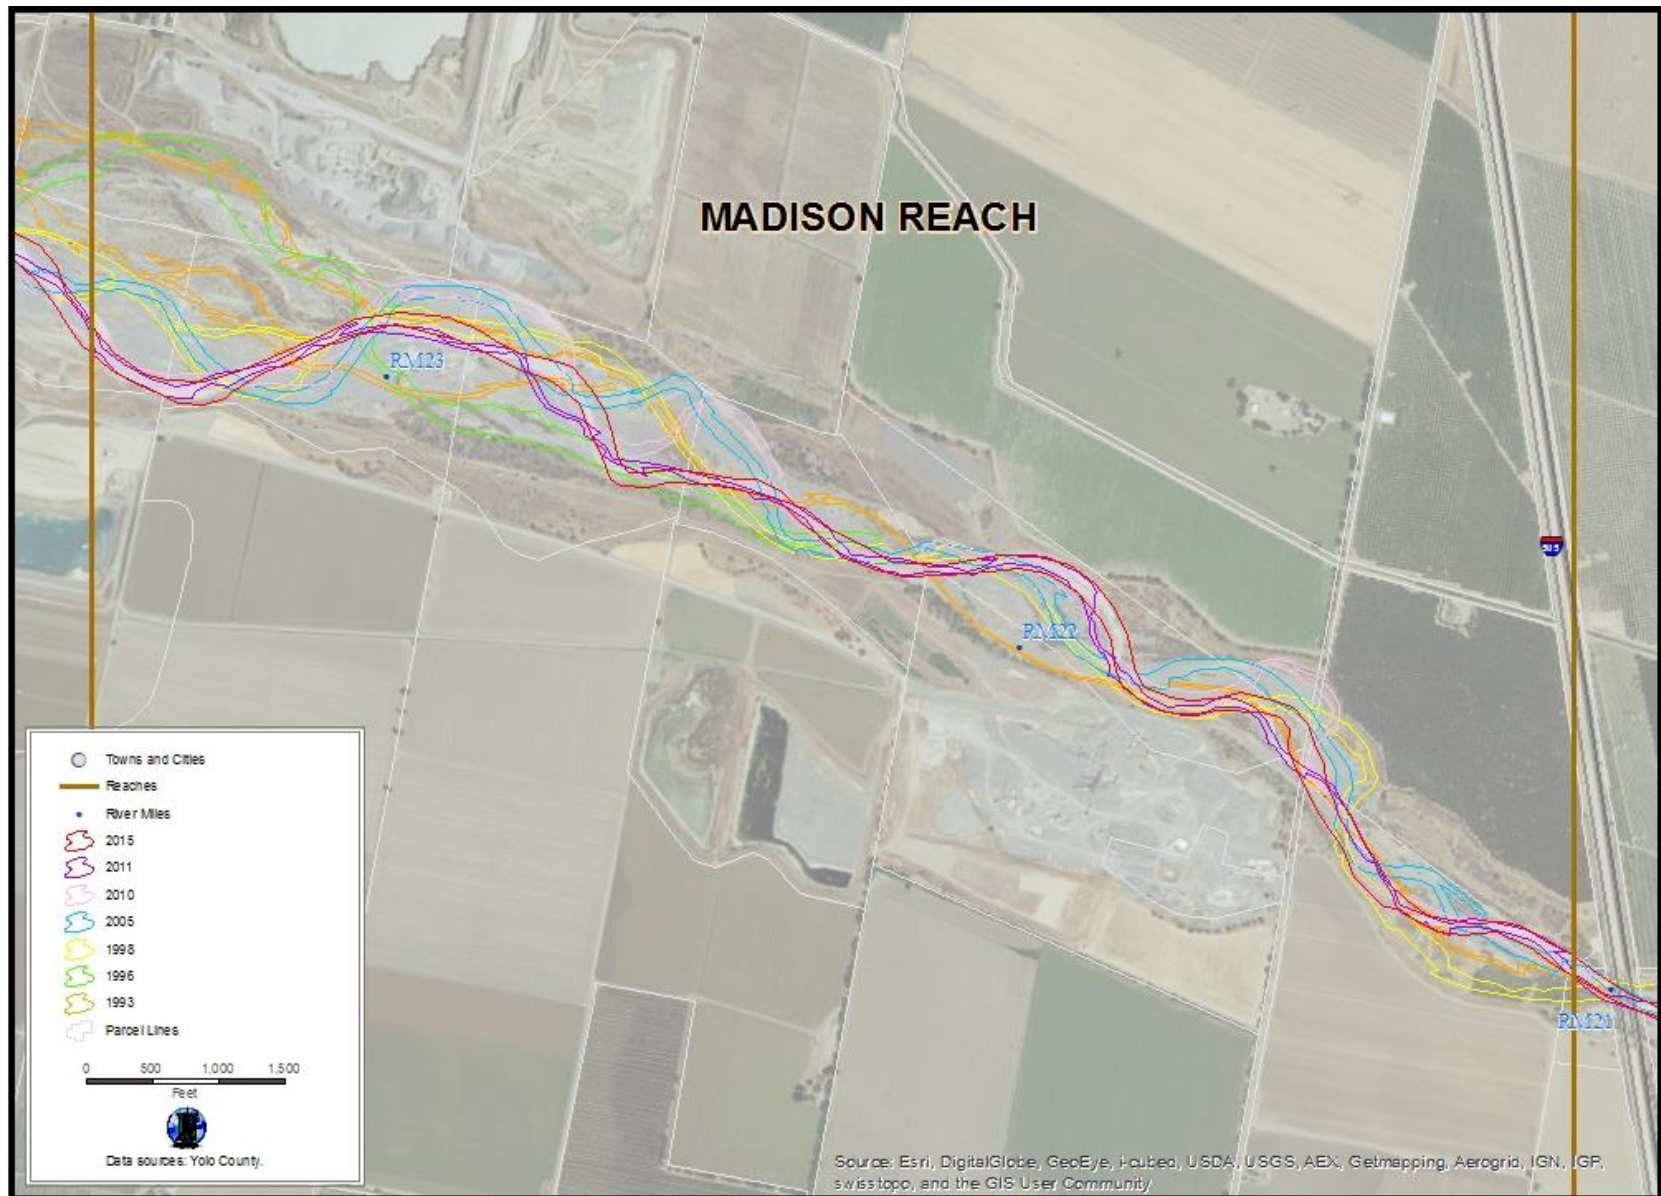 MADISON REACH
RM23
RM22
RM21
505
Towns and Cities
Reaches
River Miles
2015
2011
2010
2005
1998
1996
1993
Parcel Lines
0 500 1,000 1,500
Feet
Data sources: Yolo County.
Source: Esri, DigitalGlobe, GeoEye, i-cubed, USDA, USGS, AEX, Getmapping, Aerogrid, IGN, IGP,
swisstopo, and the GIS User Community